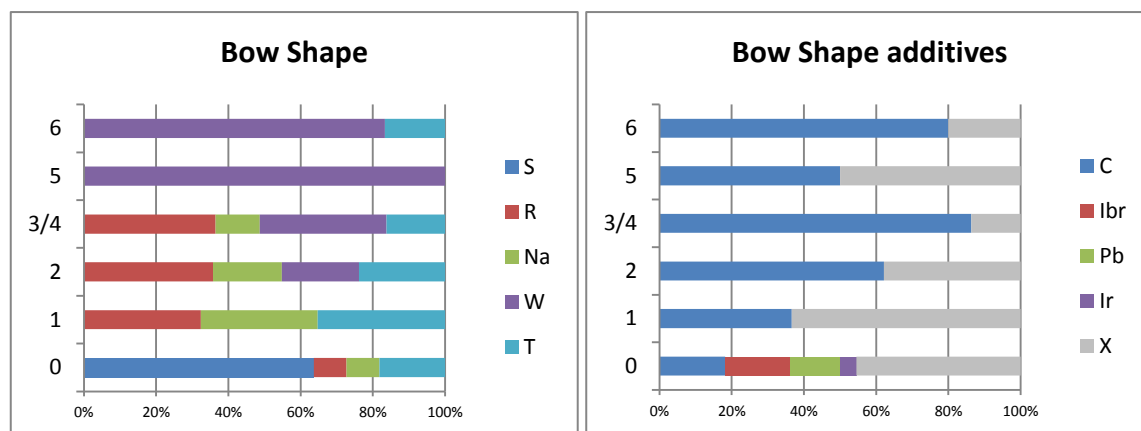 Bow Shape
6
5
3/4
2
1
0
0% 20% 40% 60% 80% 100%
S
R
Na
W
T
Bow Shape additives
6
5
3/4
2
1
0
0% 20% 40% 60% 80% 100%
C
Ibr
Pb
Ir
X